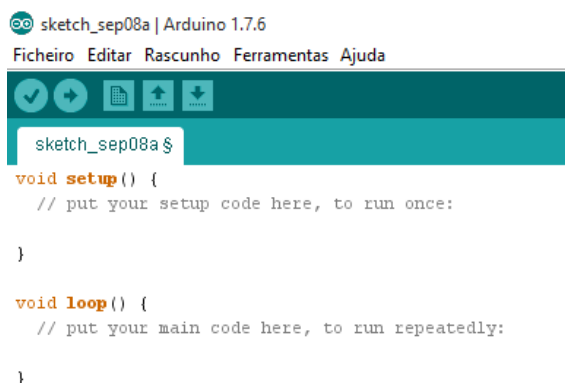 sketch_sep08a | Arduino 1.7.6
Ficheiro Editar Rascunho Ferramentas Ajuda
sketch_sep08a §
void setup() {
  // put your setup code here, to run once:
}
void loop() {
  // put your main code here, to run repeatedly:
}